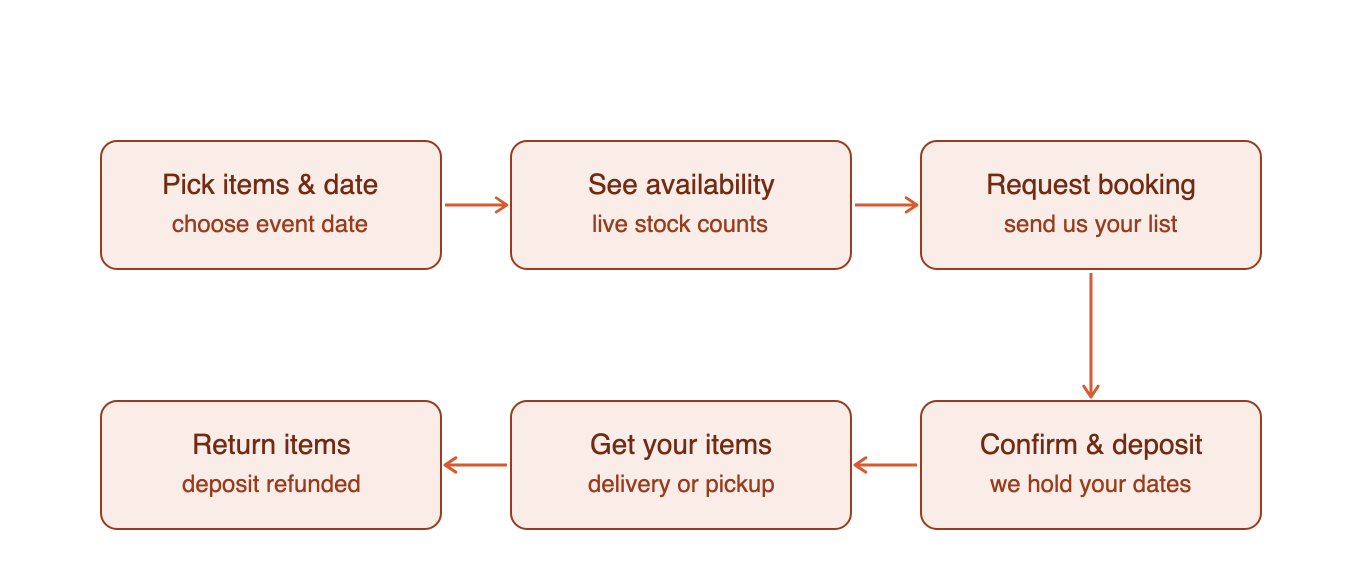 Pick items & date
choose event date
See availability
live stock counts
Request booking
send us your list
Confirm & deposit
we hold your dates
Get your items
delivery or pickup
Return items
deposit refunded